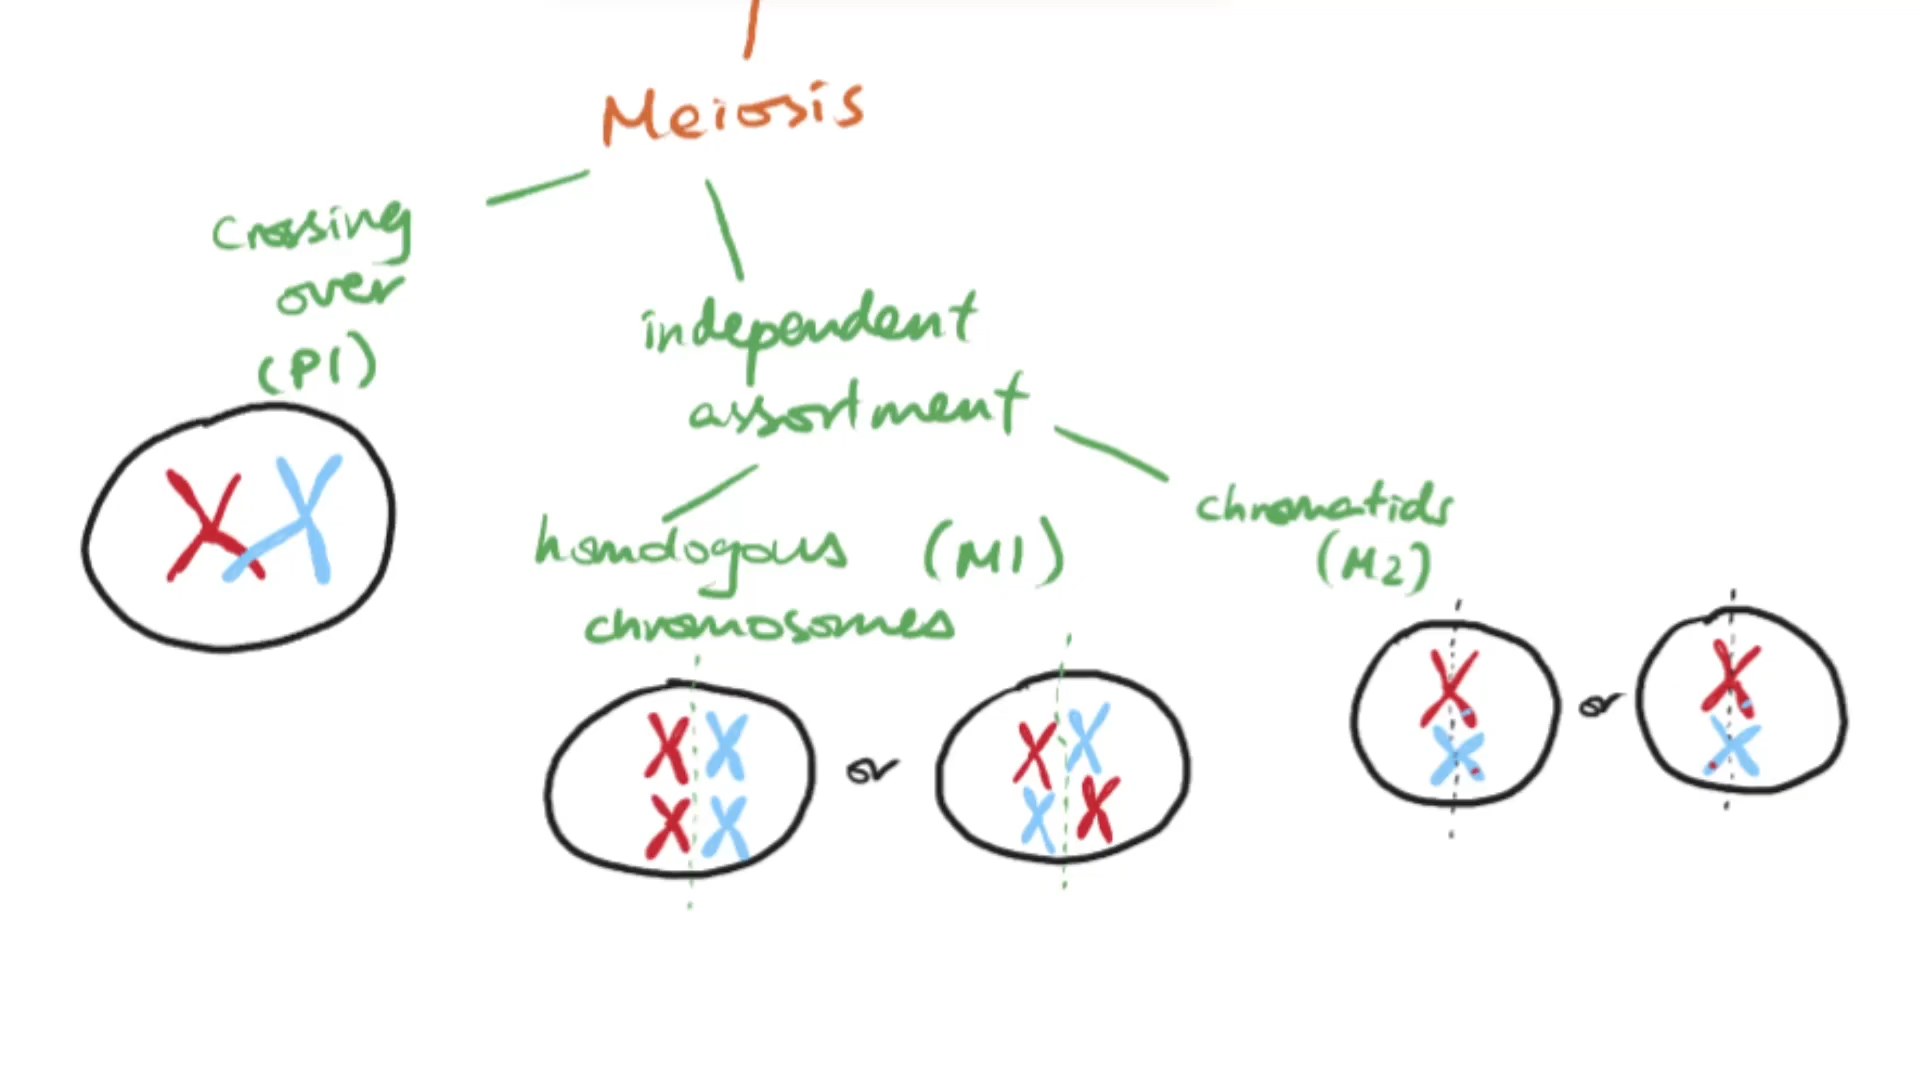 Meiosis
Crossing
over
(P1)
independent
assortment
homologous (M1)
chromosomes
chromatids
(M2)
or
or